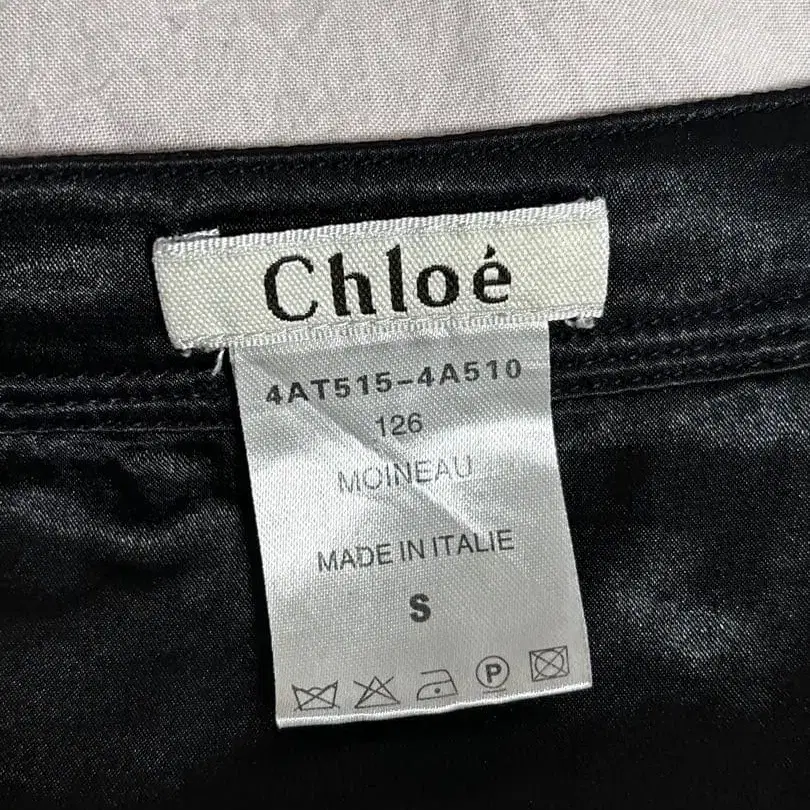 Chloé
4AT515-4A510
126
MOINEAU
MADE IN ITALIE
S
P